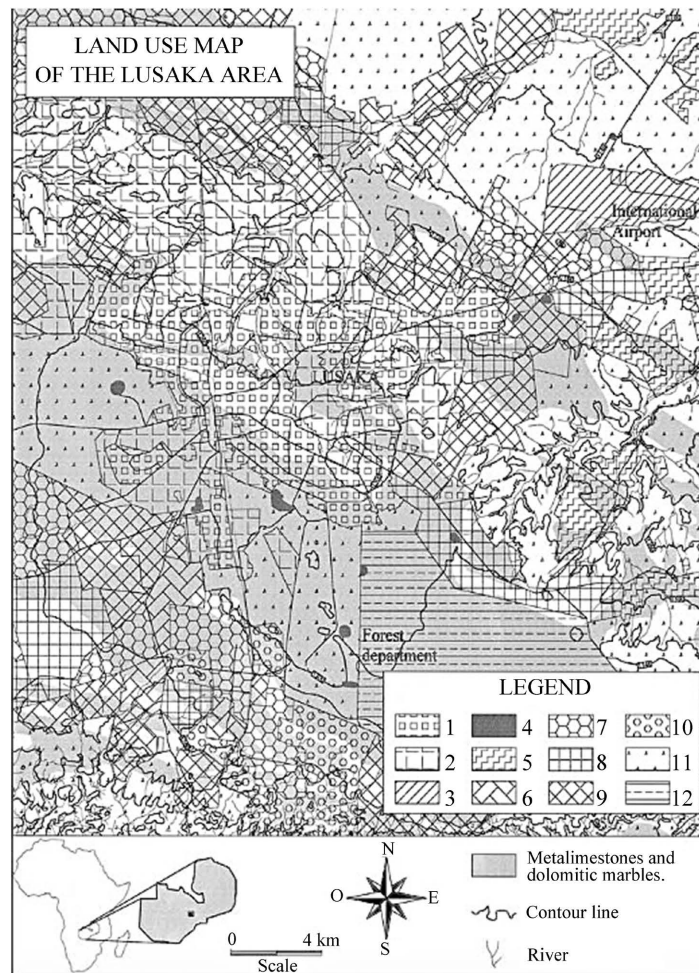 LAND USE MAP
OF THE LUSAKA AREA
International
Airport
LUSAKA
Forest
department
LEGEND
1 4 7 10
2 5 8 11
3 6 9 12
N
O E
S
0 4 km
Scale
Metalimestones and
dolomitic marbles.
Contour line
River